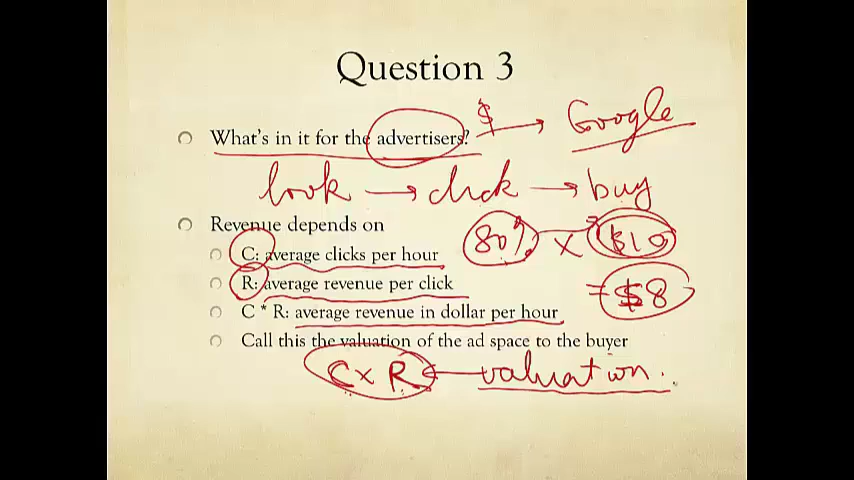 Question 3
What's in it for the advertisers? $ → Google
look → click → buy
Revenue depends on
80% × $10
C: average clicks per hour
R: average revenue per click
= $8
C * R: average revenue in dollar per hour
Call this the valuation of the ad space to the buyer
C × R ← valuation.